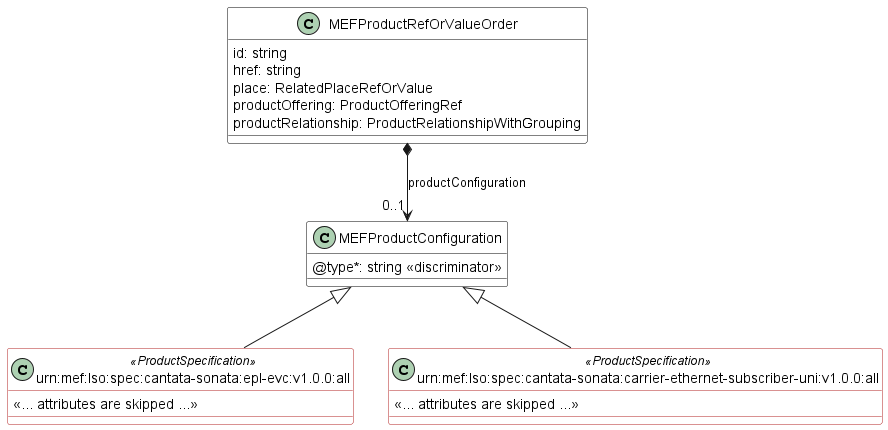 C MEFProductRefOrValueOrder
id: string
href: string
place: RelatedPlaceRefOrValue
productOffering: ProductOfferingRef
productRelationship: ProductRelationshipWithGrouping
productConfiguration
0..1
C MEFProductConfiguration
@type*: string «discriminator»
«ProductSpecification»
C urn:mef:lso:spec:cantata-sonata:epl-evc:v1.0.0:all
«... attributes are skipped ...»
«ProductSpecification»
C urn:mef:lso:spec:cantata-sonata:carrier-ethernet-subscriber-uni:v1.0.0:all
«... attributes are skipped ...»